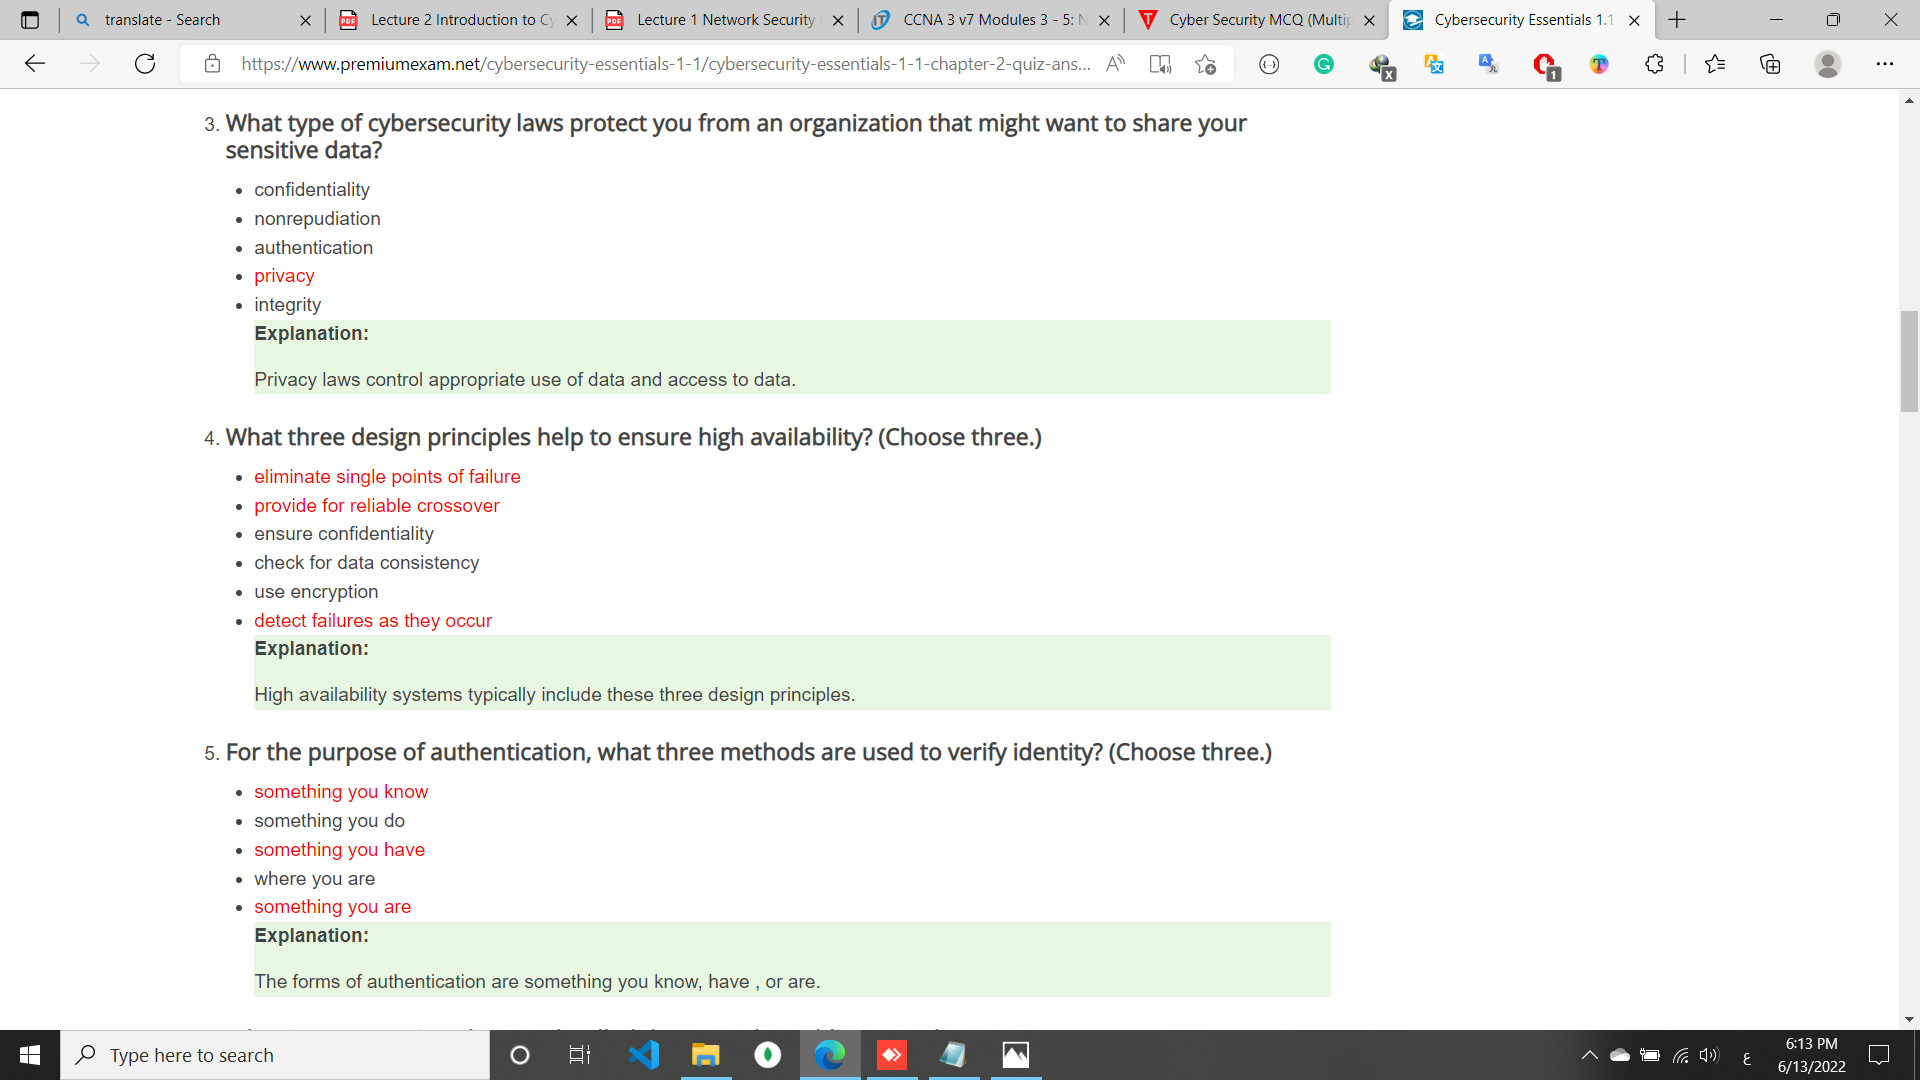 translate - Search
Lecture 2 Introduction to Cy
Lecture 1 Network Security
CCNA 3 v7 Modules 3 - 5: N
Cyber Security MCQ (Multip
Cybersecurity Essentials 1.1
https://www.premiumexam.net/cybersecurity-essentials-1-1/cybersecurity-essentials-1-1-chapter-2-quiz-ans...
3. What type of cybersecurity laws protect you from an organization that might want to share your
sensitive data?
confidentiality
nonrepudiation
authentication
privacy
integrity
Explanation:
Privacy laws control appropriate use of data and access to data.
4. What three design principles help to ensure high availability? (Choose three.)
eliminate single points of failure
provide for reliable crossover
ensure confidentiality
check for data consistency
use encryption
detect failures as they occur
Explanation:
High availability systems typically include these three design principles.
5. For the purpose of authentication, what three methods are used to verify identity? (Choose three.)
something you know
something you do
something you have
where you are
something you are
Explanation:
The forms of authentication are something you know, have , or are.
Type here to search
ع
6:13 PM
6/13/2022